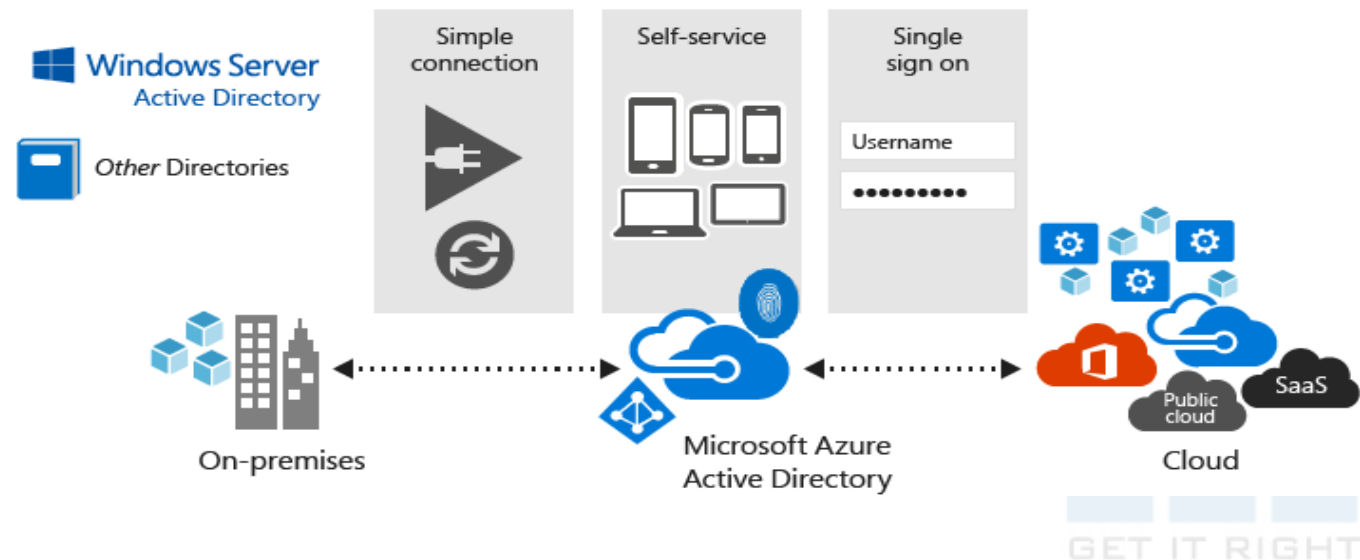 Windows Server
Active Directory
Other Directories
Simple
connection
Self-service
Single
sign on
Username
●●●●●●●●●
On-premises
Microsoft Azure
Active Directory
Public
cloud
SaaS
Cloud
GET IT RIGHT